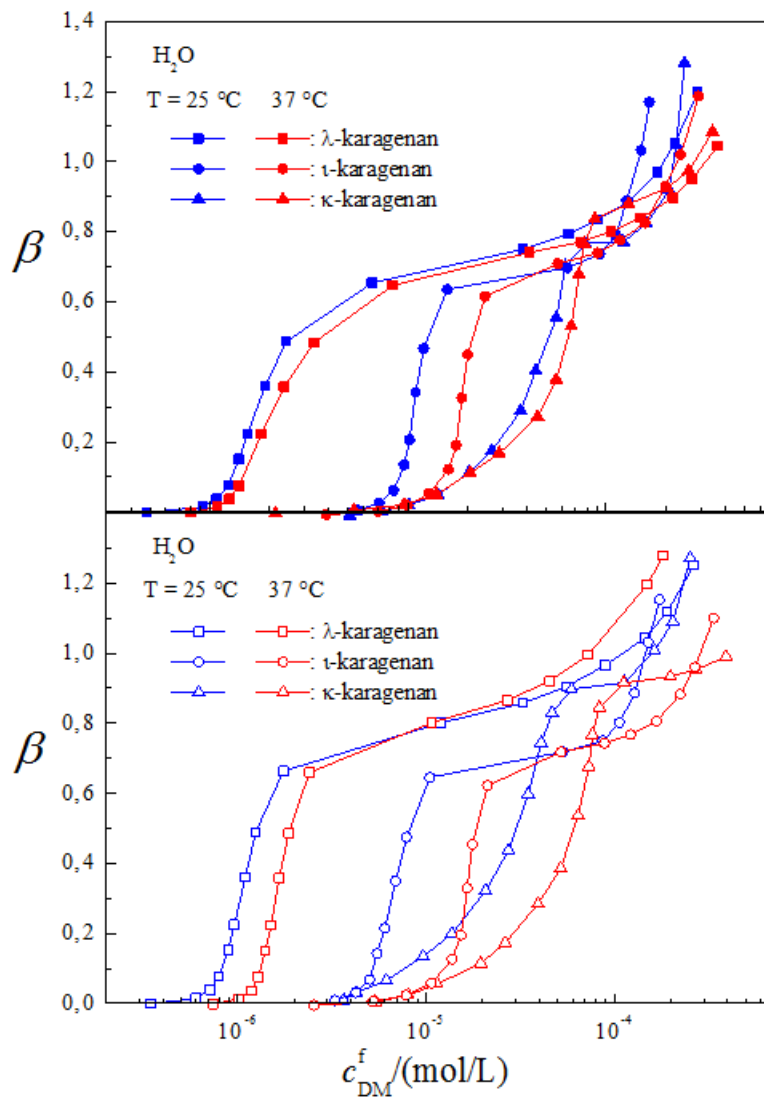 1,4
1,2
1,0
0,8
0,6
0,4
0,2
β
H₂O
T = 25 °C 37 °C
: λ-karagenan
: ι-karagenan
: κ-karagenan
1,2
1,0
0,8
0,6
0,4
0,2
0,0
β
H₂O
T = 25 °C 37 °C
: λ-karagenan
: ι-karagenan
: κ-karagenan
10⁻⁶ 10⁻⁵ 10⁻⁴
c_DM^f/(mol/L)